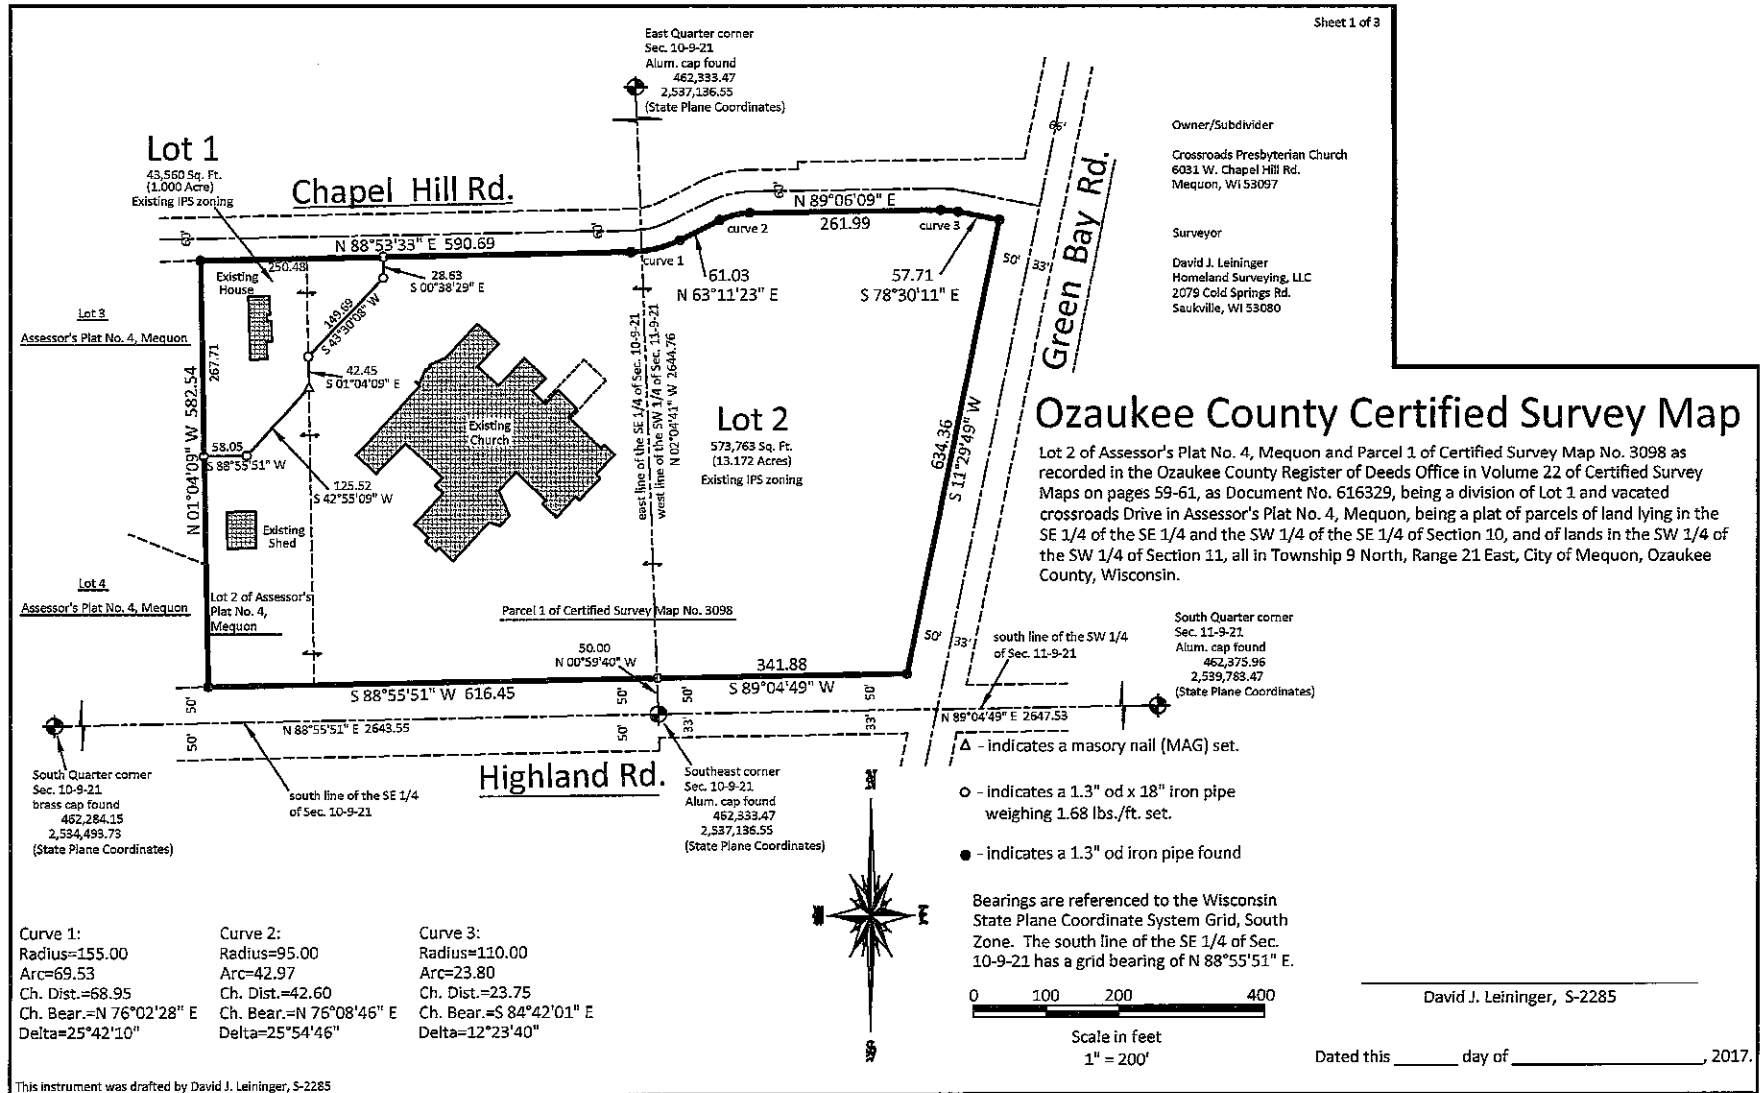 Sheet 1 of 3
East Quarter corner
Sec. 10-9-21
Alum. cap found
462,333.47
2,537,136.55
(State Plane Coordinates)
Lot 1
43,560 Sq. Ft.
(1.000 Acre)
Existing IPS zoning
Chapel Hill Rd.
Green Bay Rd.
66'
Owner/Subdivider
Crossroads Presbyterian Church
6031 W. Chapel Hill Rd.
Mequon, WI 53097
Surveyor
David J. Leininger
Homeland Surveying, LLC
2079 Cold Springs Rd.
Saukville, WI 53080
60'
60'
60'
N 88°53'33" E 590.69
250.48
N 89°06'09" E
261.99
curve 1
curve 2
curve 3
61.03
N 63°11'23" E
57.71
S 78°30'11" E
50'
33'
28.63
S 00°38'29" E
Existing
House
149.69
S 43°30'08" W
42.45
S 01°04'09" E
Lot 3
Assessor's Plat No. 4, Mequon
267.71
N 01°04'09" W 582.54
58.05
S 88°55'51" W
125.52
S 42°55'09" W
Existing
Church
Existing
Shed
east line of the SE 1/4 of Sec. 10-9-21
west line of the SW 1/4 of Sec. 11-9-21
N 02°04'41" W 2644.76
Lot 2
573,763 Sq. Ft.
(13.172 Acres)
Existing IPS zoning
634.36
S 11°29'49" W
Ozaukee County Certified Survey Map
Lot 2 of Assessor's Plat No. 4, Mequon and Parcel 1 of Certified Survey Map No. 3098 as
recorded in the Ozaukee County Register of Deeds Office in Volume 22 of Certified Survey
Maps on pages 59-61, as Document No. 616329, being a division of Lot 1 and vacated
crossroads Drive in Assessor's Plat No. 4, Mequon, being a plat of parcels of land lying in the
SE 1/4 of the SE 1/4 and the SW 1/4 of the SE 1/4 of Section 10, and of lands in the SW 1/4 of
the SW 1/4 of Section 11, all in Township 9 North, Range 21 East, City of Mequon, Ozaukee
County, Wisconsin.
Lot 4
Assessor's Plat No. 4, Mequon
Lot 2 of Assessor's
Plat No. 4,
Mequon
Parcel 1 of Certified Survey Map No. 3098
50.00
N 00°59'40" W
341.88
S 89°04'49" W
S 88°55'51" W 616.45
50'
50'
50'
50'
50'
33'
50'
33'
50'
33'
south line of the SW 1/4
of Sec. 11-9-21
South Quarter corner
Sec. 11-9-21
Alum. cap found
462,375.96
2,539,783.47
(State Plane Coordinates)
N 88°55'51" E 2643.55
N 89°04'49" E 2647.53
South Quarter corner
Sec. 10-9-21
brass cap found
462,284.15
2,534,493.73
(State Plane Coordinates)
south line of the SE 1/4
of Sec. 10-9-21
Highland Rd.
Southeast corner
Sec. 10-9-21
Alum. cap found
462,333.47
2,537,136.55
(State Plane Coordinates)
- indicates a masory nail (MAG) set.
- indicates a 1.3" od x 18" iron pipe
weighing 1.68 lbs./ft. set.
- indicates a 1.3" od iron pipe found
Bearings are referenced to the Wisconsin
State Plane Coordinate System Grid, South
Zone. The south line of the SE 1/4 of Sec.
10-9-21 has a grid bearing of N 88°55'51" E.
N
E
S
W
0 100 200 400
Scale in feet
1" = 200'
Curve 1:
Radius=155.00
Arc=69.53
Ch. Dist.=68.95
Ch. Bear.=N 76°02'28" E
Delta=25°42'10"
Curve 2:
Radius=95.00
Arc=42.97
Ch. Dist.=42.60
Ch. Bear.=N 76°08'46" E
Delta=25°54'46"
Curve 3:
Radius=110.00
Arc=23.80
Ch. Dist.=23.75
Ch. Bear.=S 84°42'01" E
Delta=12°23'40"
David J. Leininger, S-2285
Dated this ______ day of ____________________, 2017.
This instrument was drafted by David J. Leininger, S-2285